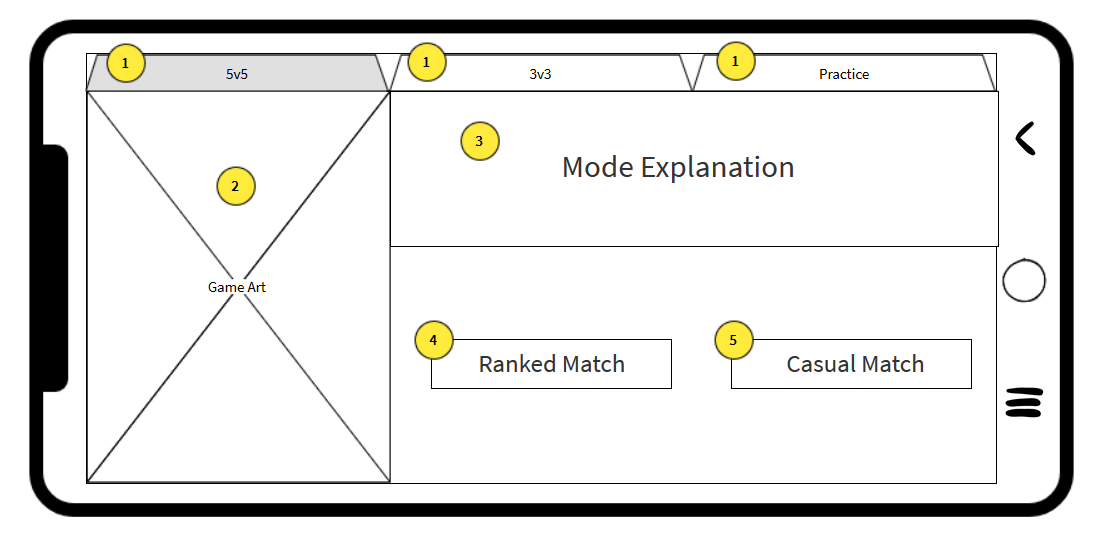 1
5v5
1
3v3
1
Practice
2
Game Art
3
Mode Explanation
4
Ranked Match
5
Casual Match